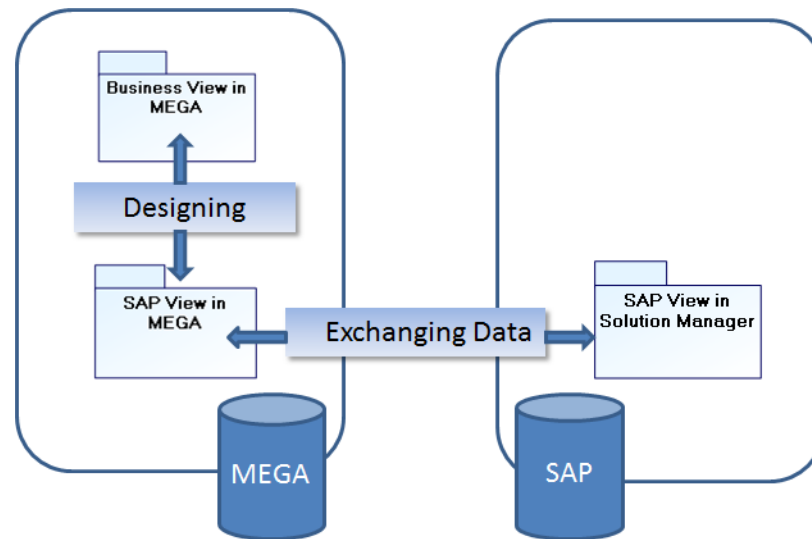 Business View in
MEGA
Designing
SAP View in
MEGA
Exchanging Data
SAP View in
Solution Manager
MEGA
SAP